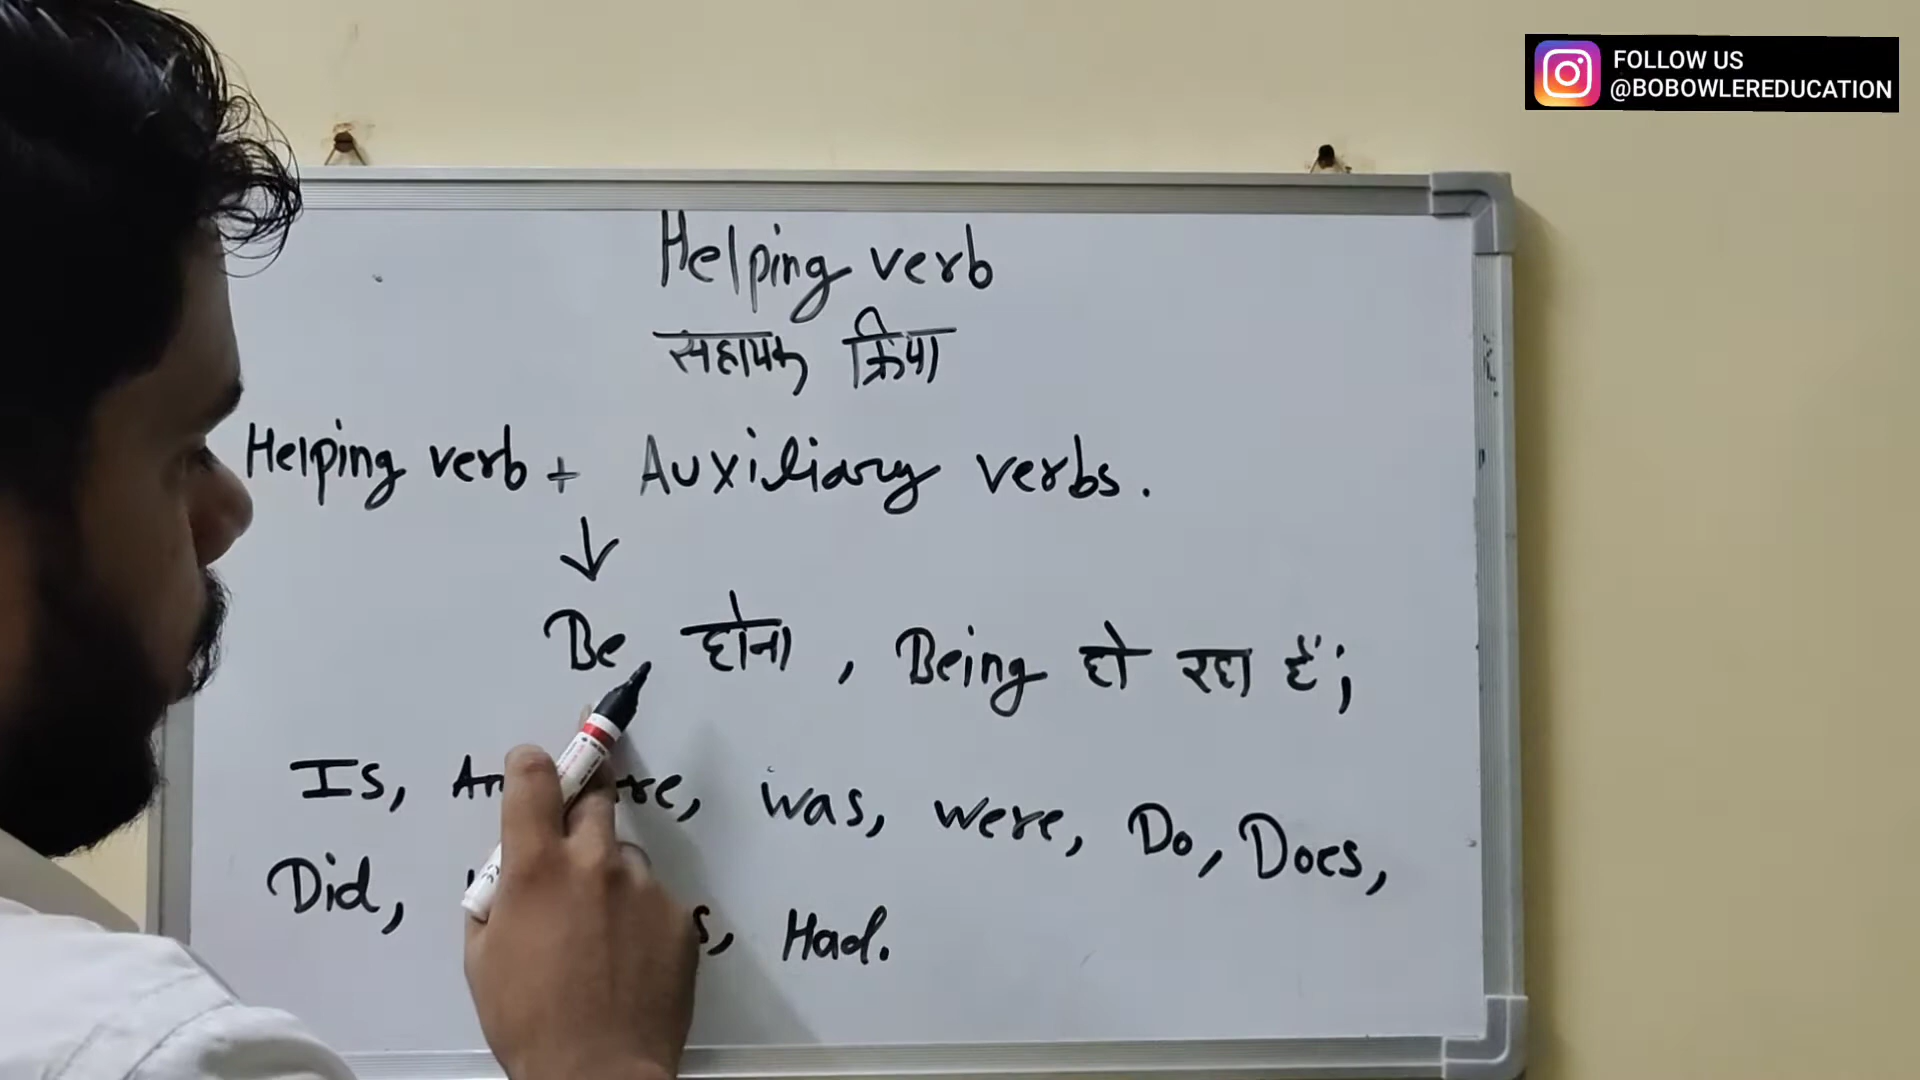 FOLLOW US
@BOBOWLEREDUCATION
Helping verb
सहायक क्रिया
Helping verb + Auxiliary verbs.
↓
Be, होना, Being हो रहा हैं;
Is, was, were, Do, Does,
Did, Had.